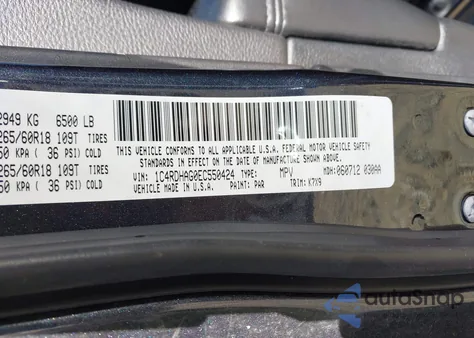 2949 KG 6500 LB
265/60R18 109T TIRES
50 KPA ( 36 PSI) COLD
265/60R18 109T TIRES
50 KPA ( 36 PSI) COLD
THIS VEHICLE CONFORMS TO ALL APPLICABLE U.S.A. FEDERAL MOTOR VEHICLE SAFETY
STANDARDS IN EFFECT ON THE DATE OF MANUFACTURE SHOWN ABOVE.
VIN: 1C4RDHAG0EC550424 TYPE: MPV MDH: 060712 030AA
VEHICLE MADE IN U.S.A. PAINT: PAR TRIM: K7X9
autoSnap